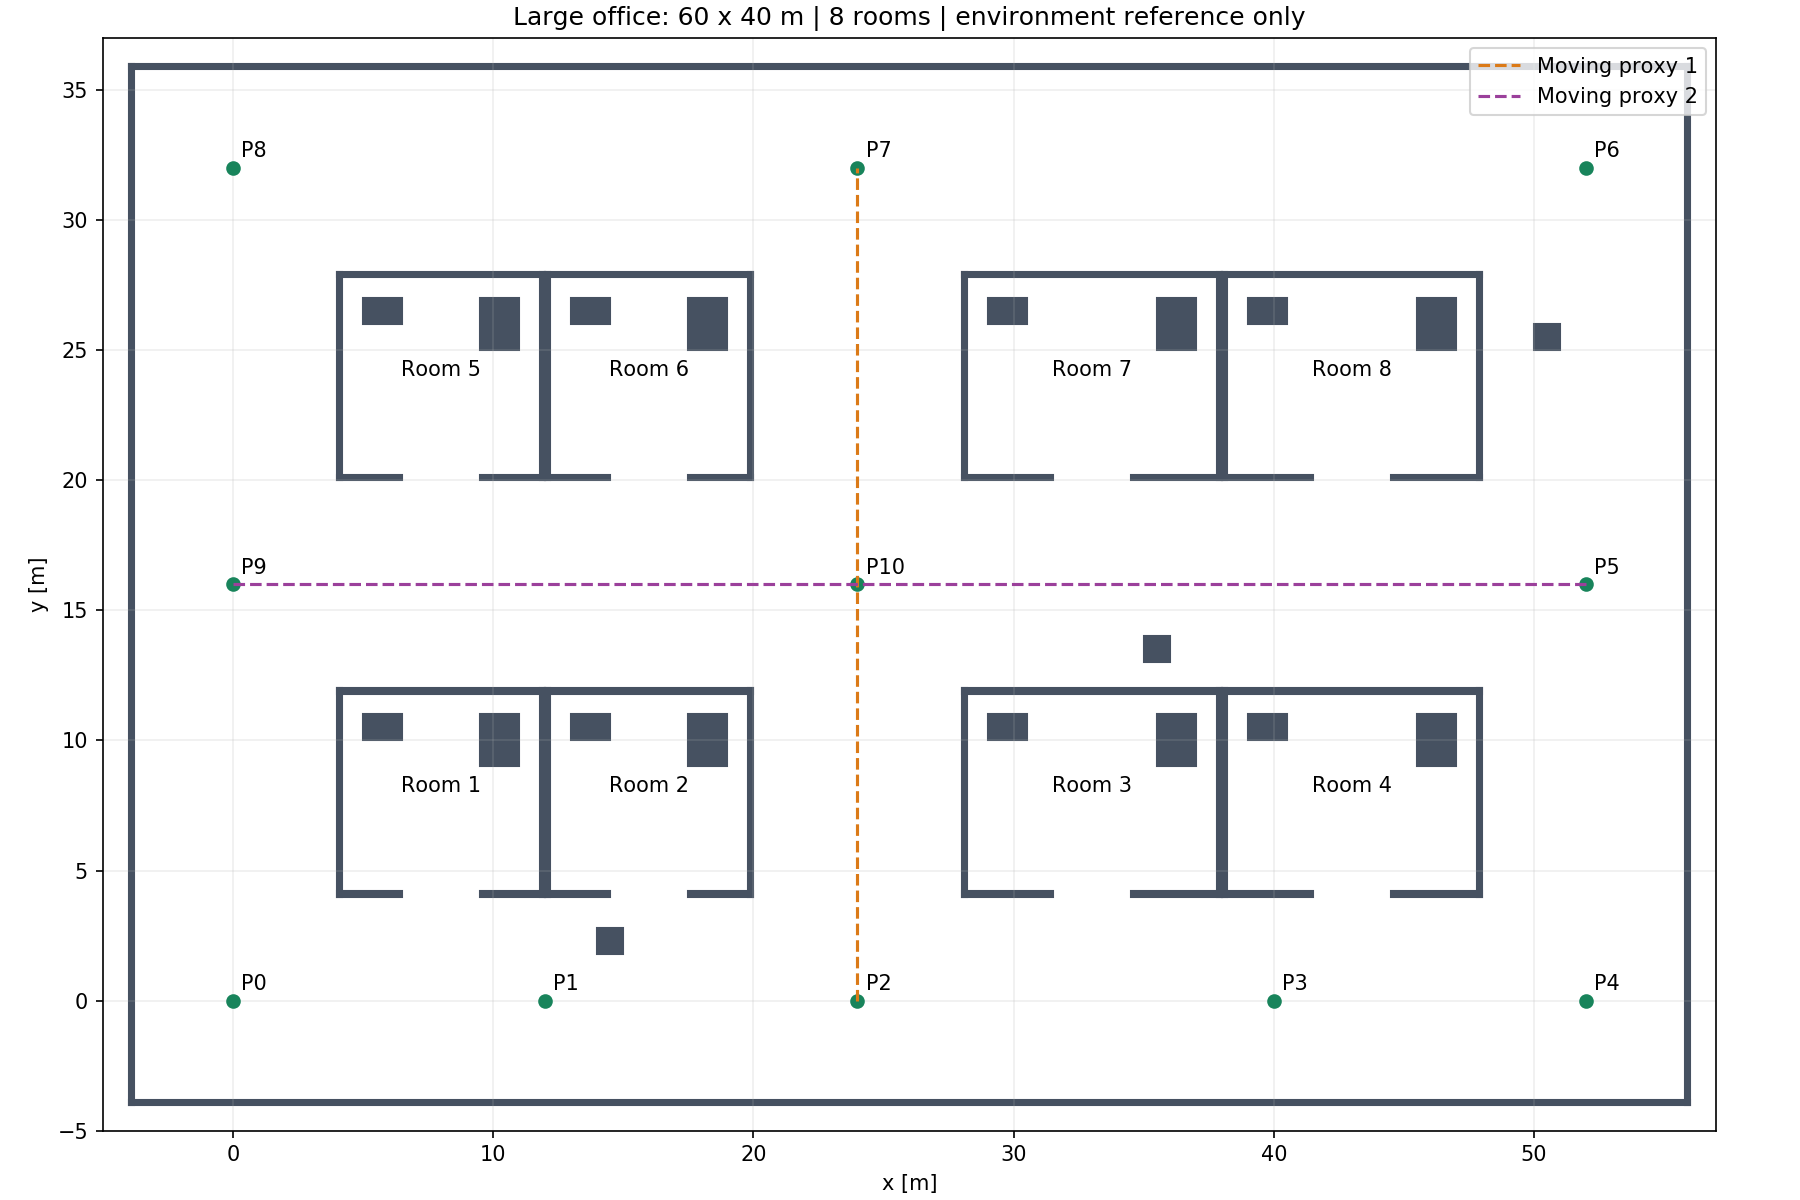 Large office: 60 x 40 m | 8 rooms | environment reference only
Moving proxy 1
Moving proxy 2
35
30
25
20
15
10
5
0
−5
y [m]
P8
P7
P6
Room 5
Room 6
Room 7
Room 8
P9
P10
P5
Room 1
Room 2
Room 3
Room 4
P0
P1
P2
P3
P4
0
10
20
30
40
50
x [m]